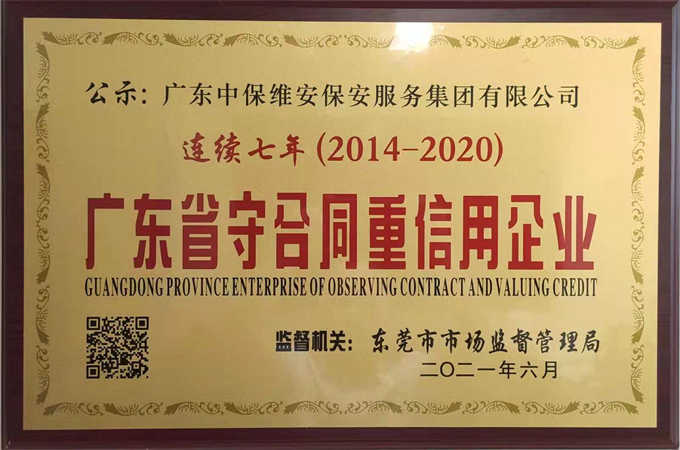 公示：广东中保维安保安服务集团有限公司
连续七年(2014-2020)
广东省守合同重信用企业
GUANGDONG PROVINCE ENTERPRISE OF OBSERVING CONTRACT AND VALUING CREDIT
监督机关：东莞市市场监督管理局
二〇二一年六月